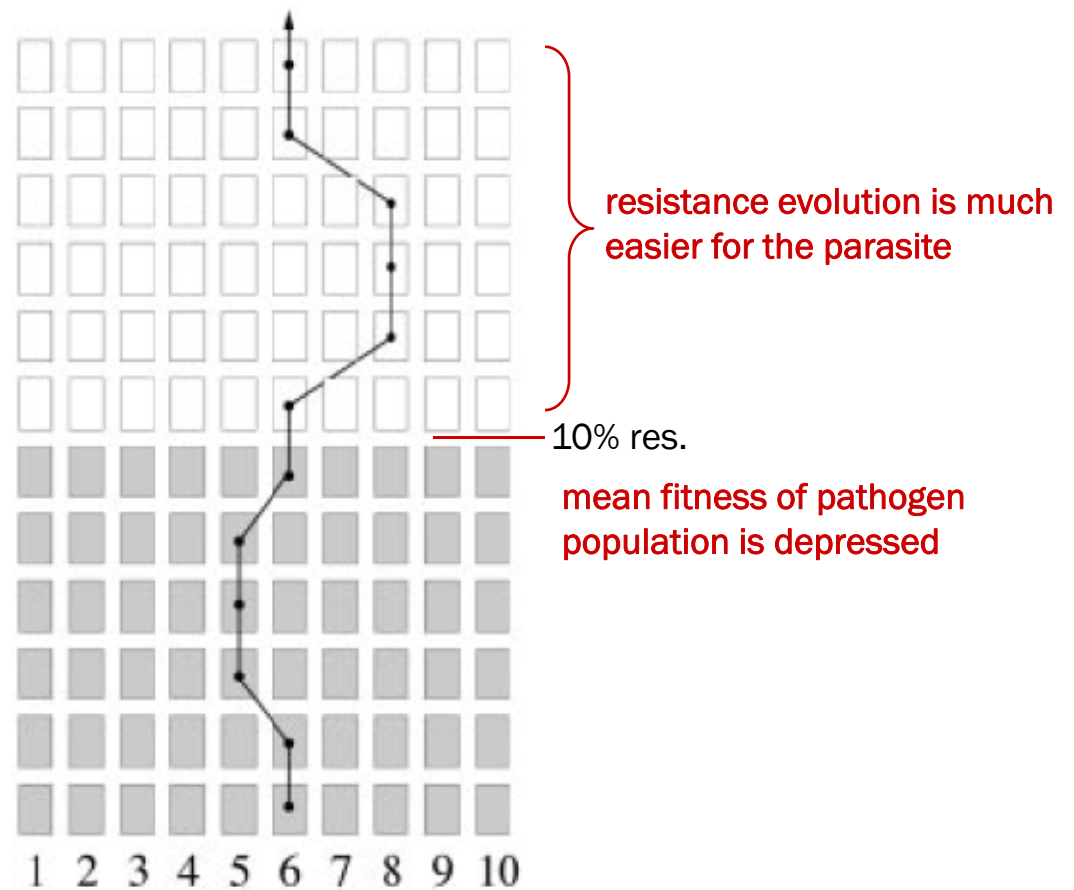 resistance evolution is much
easier for the parasite
10% res.
mean fitness of pathogen
population is depressed
1 2 3 4 5 6 7 8 9 10